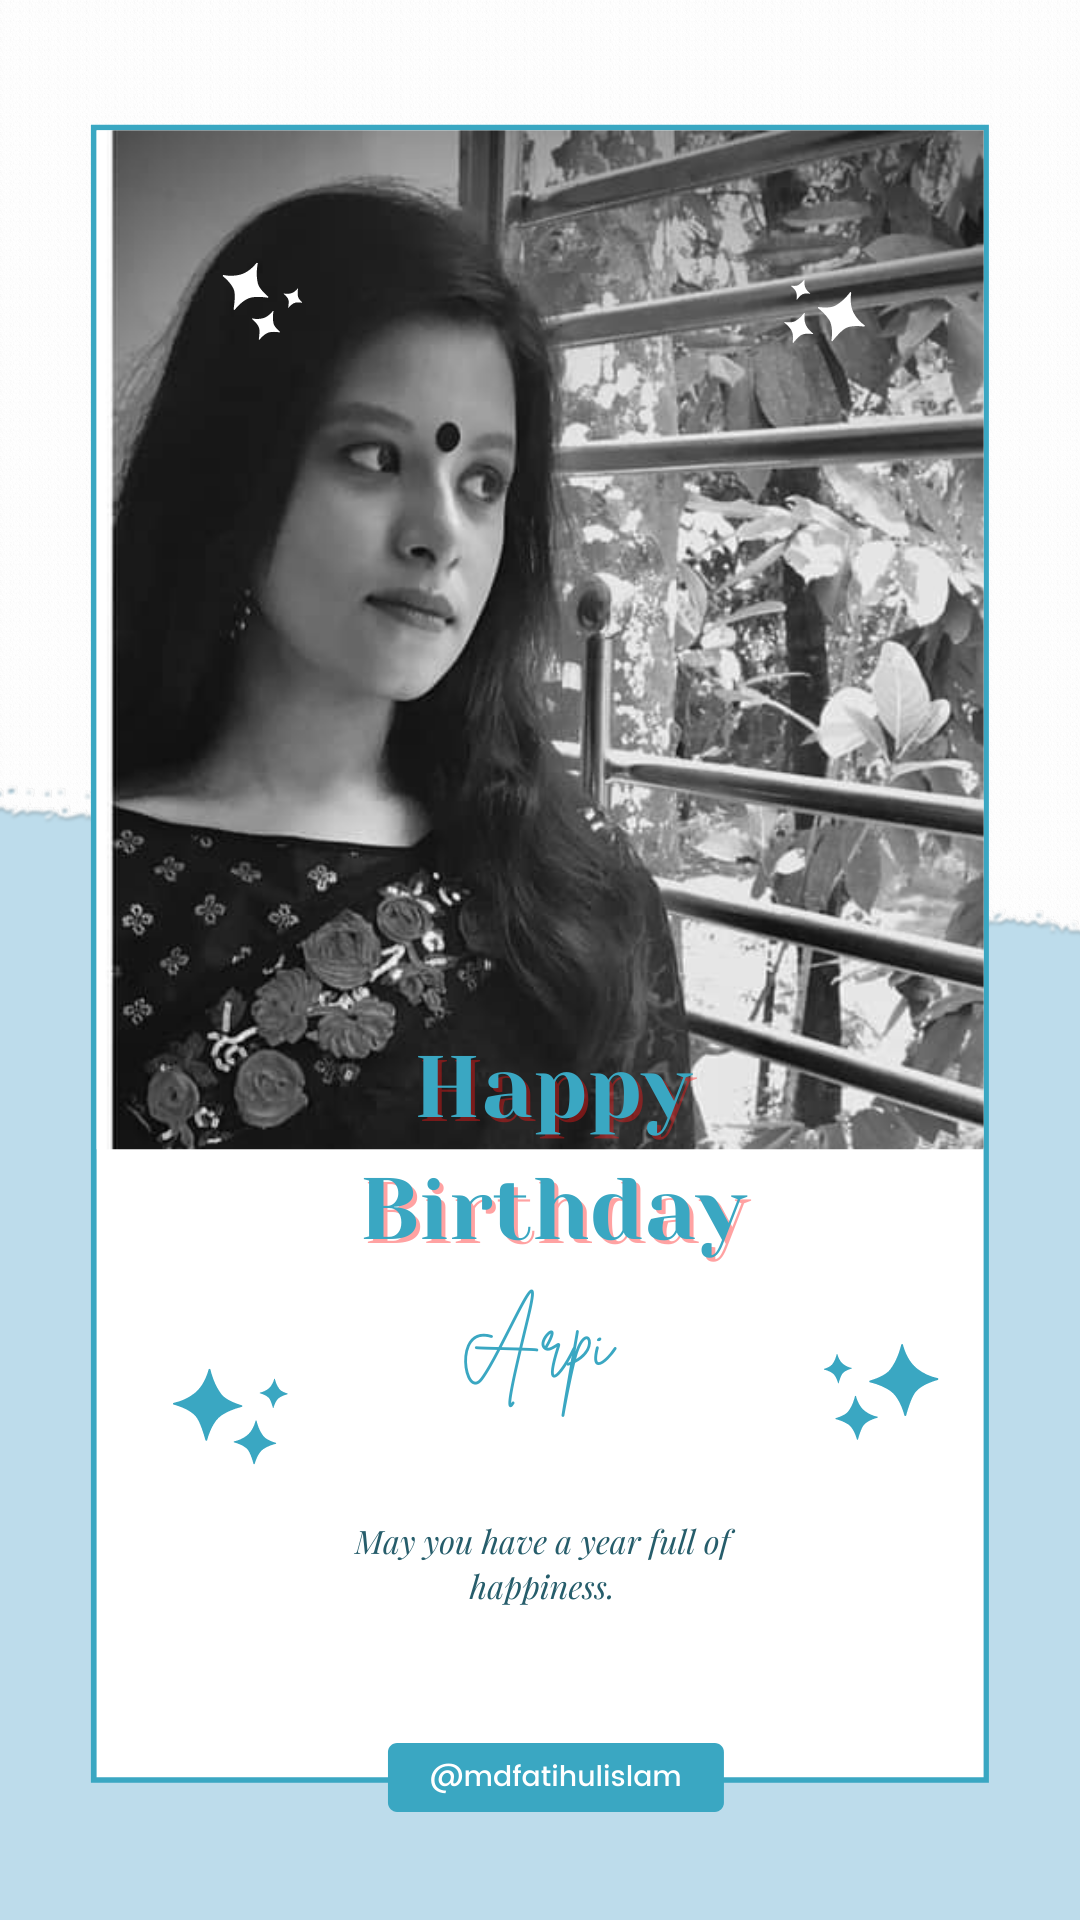 Happy
Birthday
Arpi
May you have a year full of
happiness.
@mdfatihulislam